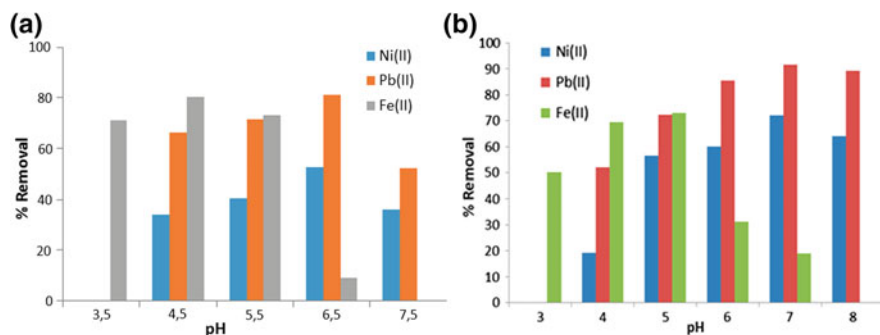 (a)
100
80
60
40
20
0
% Removal
Ni(II)
Pb(II)
Fe(II)
3,5 4,5 5,5 6,5 7,5
pH
(b)
100
90
80
70
60
50
40
30
20
10
0
% Removal
Ni(II)
Pb(II)
Fe(II)
3 4 5 6 7 8
pH